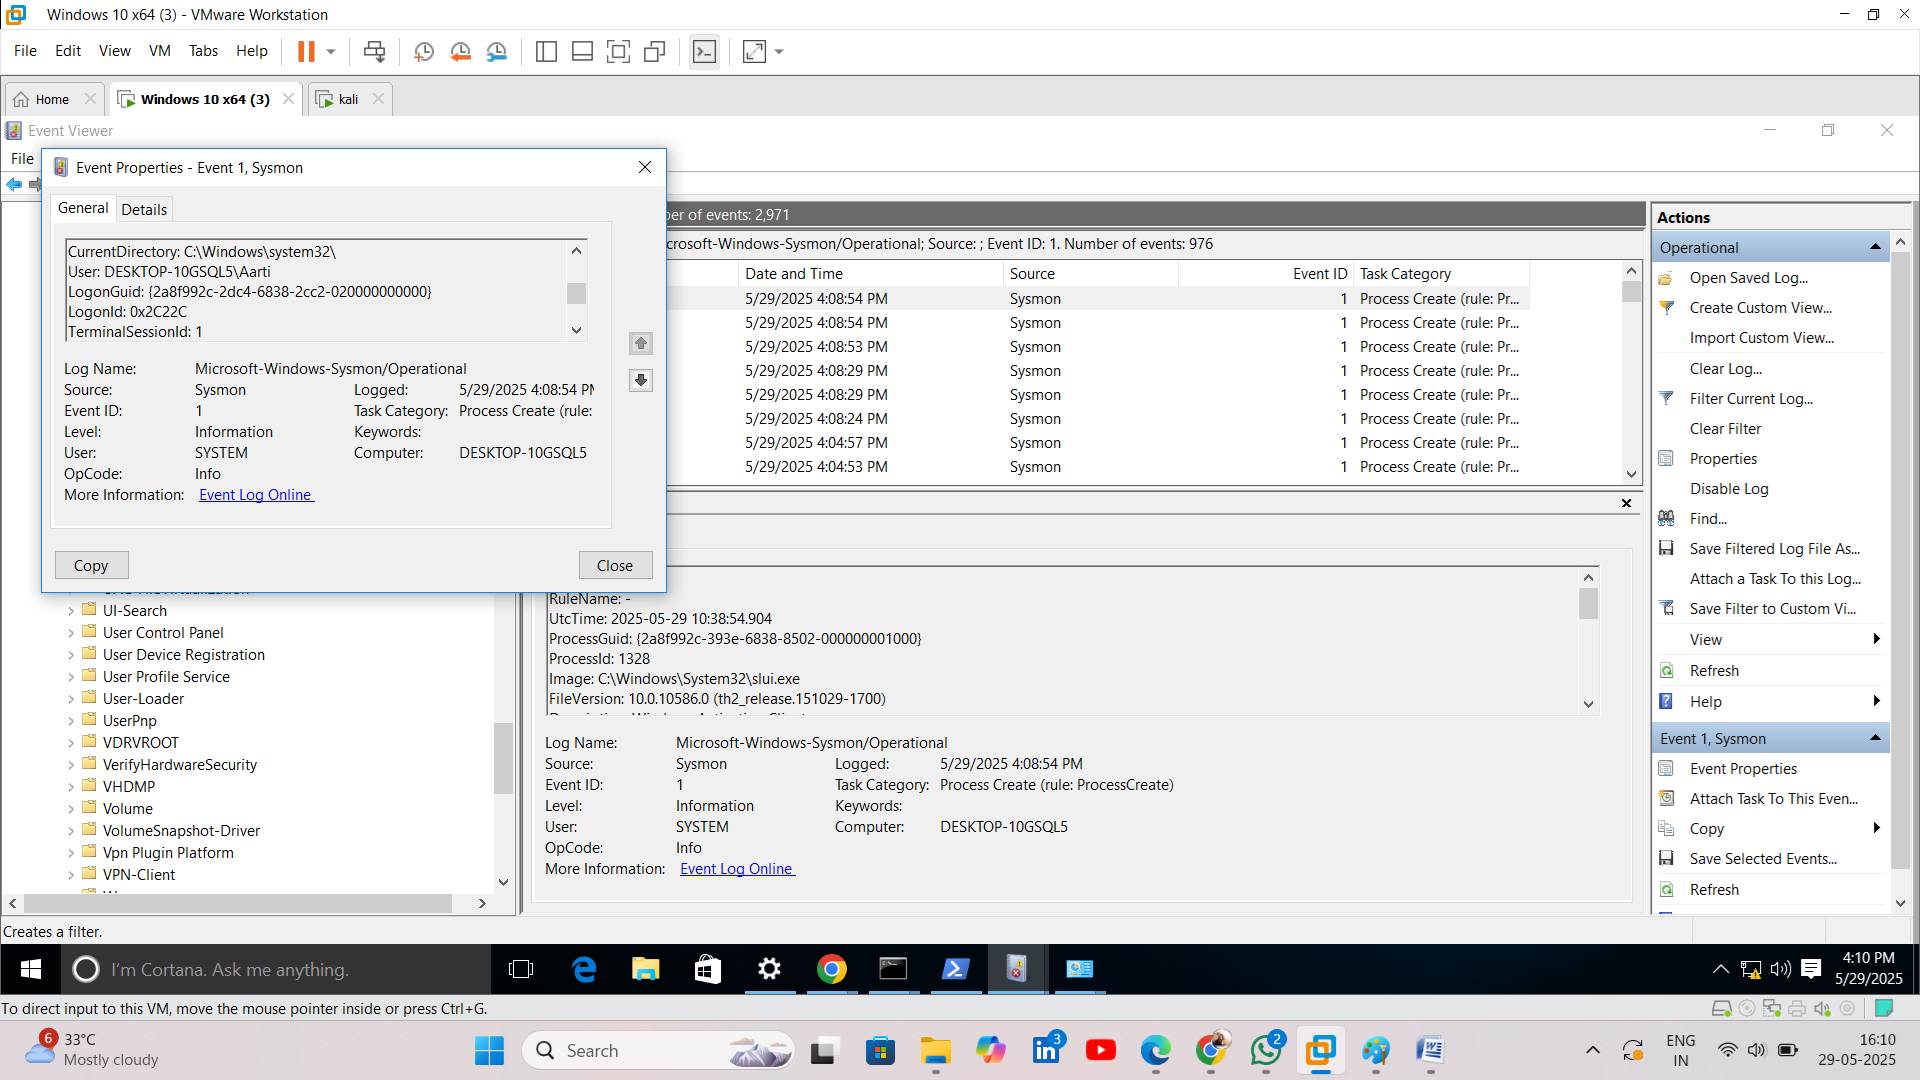 Windows 10 x64 (3) - VMware Workstation
File Edit View VM Tabs Help
Home
Windows 10 x64 (3)
kali
Event Viewer
File
Event Properties - Event 1, Sysmon
General Details
CurrentDirectory: C:\Windows\system32\
User: DESKTOP-10GSQL5\Aarti
LogonGuid: {2a8f992c-2dc4-6838-2cc2-020000000000}
LogonId: 0x2C22C
TerminalSessionId: 1
Log Name: Microsoft-Windows-Sysmon/Operational
Source: Sysmon Logged: 5/29/2025 4:08:54 PM
Event ID: 1 Task Category: Process Create (rule:
Level: Information Keywords:
User: SYSTEM Computer: DESKTOP-10GSQL5
OpCode: Info
More Information: Event Log Online
Copy Close
ber of events: 2,971
crosoft-Windows-Sysmon/Operational; Source: ; Event ID: 1. Number of events: 976
Date and Time Source Event ID Task Category
5/29/2025 4:08:54 PM Sysmon 1 Process Create (rule: Pr...
5/29/2025 4:08:54 PM Sysmon 1 Process Create (rule: Pr...
5/29/2025 4:08:53 PM Sysmon 1 Process Create (rule: Pr...
5/29/2025 4:08:29 PM Sysmon 1 Process Create (rule: Pr...
5/29/2025 4:08:29 PM Sysmon 1 Process Create (rule: Pr...
5/29/2025 4:08:24 PM Sysmon 1 Process Create (rule: Pr...
5/29/2025 4:04:57 PM Sysmon 1 Process Create (rule: Pr...
5/29/2025 4:04:53 PM Sysmon 1 Process Create (rule: Pr...
RuleName: -
UtcTime: 2025-05-29 10:38:54.904
ProcessGuid: {2a8f992c-393e-6838-8502-000000001000}
ProcessId: 1328
Image: C:\Windows\System32\slui.exe
FileVersion: 10.0.10586.0 (th2_release.151029-1700)
Log Name: Microsoft-Windows-Sysmon/Operational
Source: Sysmon Logged: 5/29/2025 4:08:54 PM
Event ID: 1 Task Category: Process Create (rule: ProcessCreate)
Level: Information Keywords:
User: SYSTEM Computer: DESKTOP-10GSQL5
OpCode: Info
More Information: Event Log Online
UI-Search
User Control Panel
User Device Registration
User Profile Service
User-Loader
UserPnp
VDRVROOT
VerifyHardwareSecurity
VHDMP
Volume
VolumeSnapshot-Driver
Vpn Plugin Platform
VPN-Client
Actions
Operational
Open Saved Log...
Create Custom View...
Import Custom View...
Clear Log...
Filter Current Log...
Clear Filter
Properties
Disable Log
Find...
Save Filtered Log File As...
Attach a Task To this Log...
Save Filter to Custom Vi...
View
Refresh
Help
Event 1, Sysmon
Event Properties
Attach Task To This Even...
Copy
Save Selected Events...
Refresh
Creates a filter.
I'm Cortana. Ask me anything.
4:10 PM
5/29/2025
To direct input to this VM, move the mouse pointer inside or press Ctrl+G.
6
33°C
Mostly cloudy
Search
3
2
ENG
IN
16:10
29-05-2025